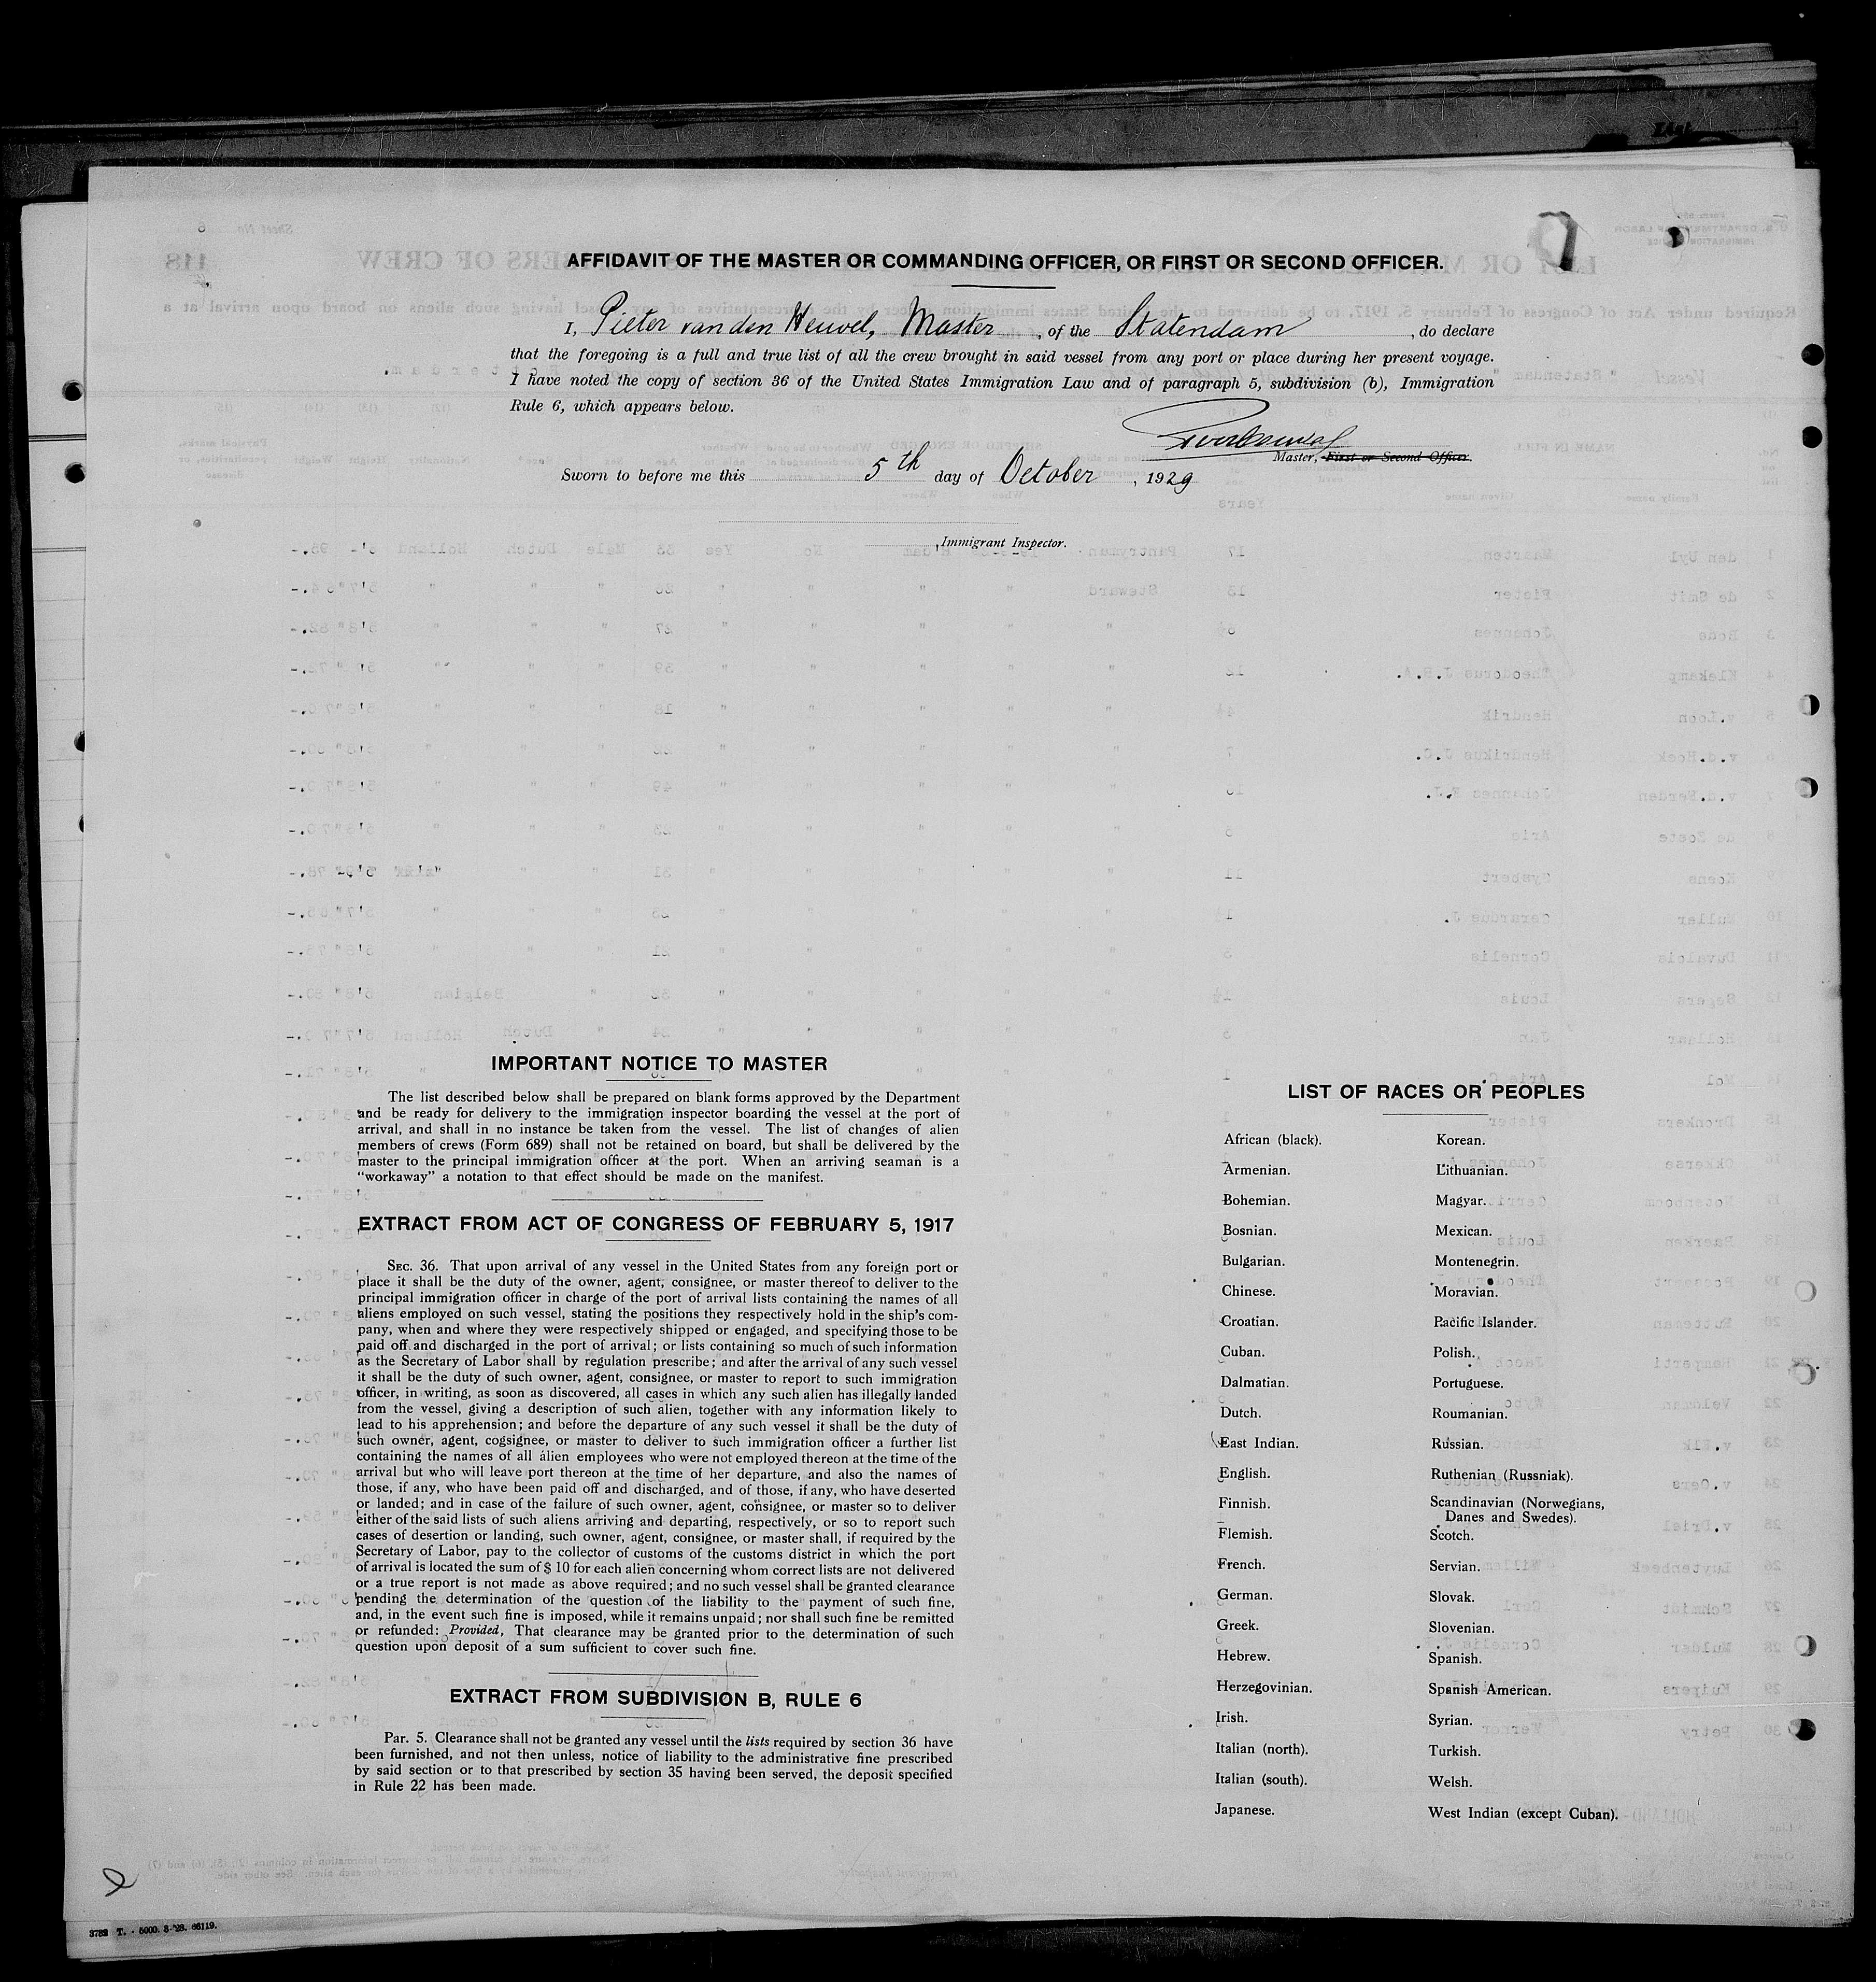 AFFIDAVIT OF THE MASTER OR COMMANDING OFFICER, OR FIRST OR SECOND OFFICER.
I, Pieter van den Heuvel, Master, of the Statendam, do declare
that the foregoing is a full and true list of all the crew brought in said vessel from any port or place during her present voyage.
I have noted the copy of section 36 of the United States Immigration Law and of paragraph 5, subdivision (b), Immigration
Rule 6, which appears below.
Master, First or Second Officer.
Sworn to before me this 5th day of October, 1929
, Immigrant Inspector.
IMPORTANT NOTICE TO MASTER
The list described below shall be prepared on blank forms approved by the Department
and be ready for delivery to the immigration inspector boarding the vessel at the port of
arrival, and shall in no instance be taken from the vessel. The list of changes of alien
members of crews (Form 689) shall not be retained on board, but shall be delivered by the
master to the principal immigration officer at the port. When an arriving seaman is a
“workaway” a notation to that effect should be made on the manifest.
EXTRACT FROM ACT OF CONGRESS OF FEBRUARY 5, 1917
SEC. 36. That upon arrival of any vessel in the United States from any foreign port or
place it shall be the duty of the owner, agent, consignee, or master thereof to deliver to the
principal immigration officer in charge of the port of arrival lists containing the names of all
aliens employed on such vessel, stating the positions they respectively hold in the ship's com-
pany, when and where they were respectively shipped or engaged, and specifying those to be
paid off and discharged in the port of arrival; or lists containing so much of such information
as the Secretary of Labor shall by regulation prescribe; and after the arrival of any such vessel
it shall be the duty of such owner, agent, consignee, or master to report to such immigration
officer, in writing, as soon as discovered, all cases in which any such alien has illegally landed
from the vessel, giving a description of such alien, together with any information likely to
lead to his apprehension; and before the departure of any such vessel it shall be the duty of
such owner, agent, cogsignee, or master to deliver to such immigration officer a further list
containing the names of all alien employees who were not employed thereon at the time of the
arrival but who will leave port thereon at the time of her departure, and also the names of
those, if any, who have been paid off and discharged, and of those, if any, who have deserted
or landed; and in case of the failure of such owner, agent, consignee, or master so to deliver
either of the said lists of such aliens arriving and departing, respectively, or so to report such
cases of desertion or landing, such owner, agent, consignee, or master shall, if required by the
Secretary of Labor, pay to the collector of customs of the customs district in which the port
of arrival is located the sum of $ 10 for each alien concerning whom correct lists are not delivered
or a true report is not made as above required; and no such vessel shall be granted clearance
pending the determination of the question of the liability to the payment of such fine,
and, in the event such fine is imposed, while it remains unpaid; nor shall such fine be remitted
or refunded: Provided, That clearance may be granted prior to the determination of such
question upon deposit of a sum sufficient to cover such fine.
EXTRACT FROM SUBDIVISION B, RULE 6
Par. 5. Clearance shall not be granted any vessel until the lists required by section 36 have
been furnished, and not then unless, notice of liability to the administrative fine prescribed
by said section or to that prescribed by section 35 having been served, the deposit specified
in Rule 22 has been made.
LIST OF RACES OR PEOPLES
African (black).
Armenian.
Bohemian.
Bosnian.
Bulgarian.
Chinese.
Croatian.
Cuban.
Dalmatian.
Dutch.
East Indian.
English.
Finnish.
Flemish.
French.
German.
Greek.
Hebrew.
Herzegovinian.
Irish.
Italian (north).
Italian (south).
Japanese.
Korean.
Lithuanian.
Magyar.
Mexican.
Montenegrin.
Moravian.
Pacific Islander.
Polish.
Portuguese.
Roumanian.
Russian.
Ruthenian (Russniak).
Scandinavian (Norwegians,
Danes and Swedes).
Scotch.
Servian.
Slovak.
Slovenian.
Spanish.
Spanish American.
Syrian.
Turkish.
Welsh.
West Indian (except Cuban).
3782 T. - 5000. 3-'28. 66119.